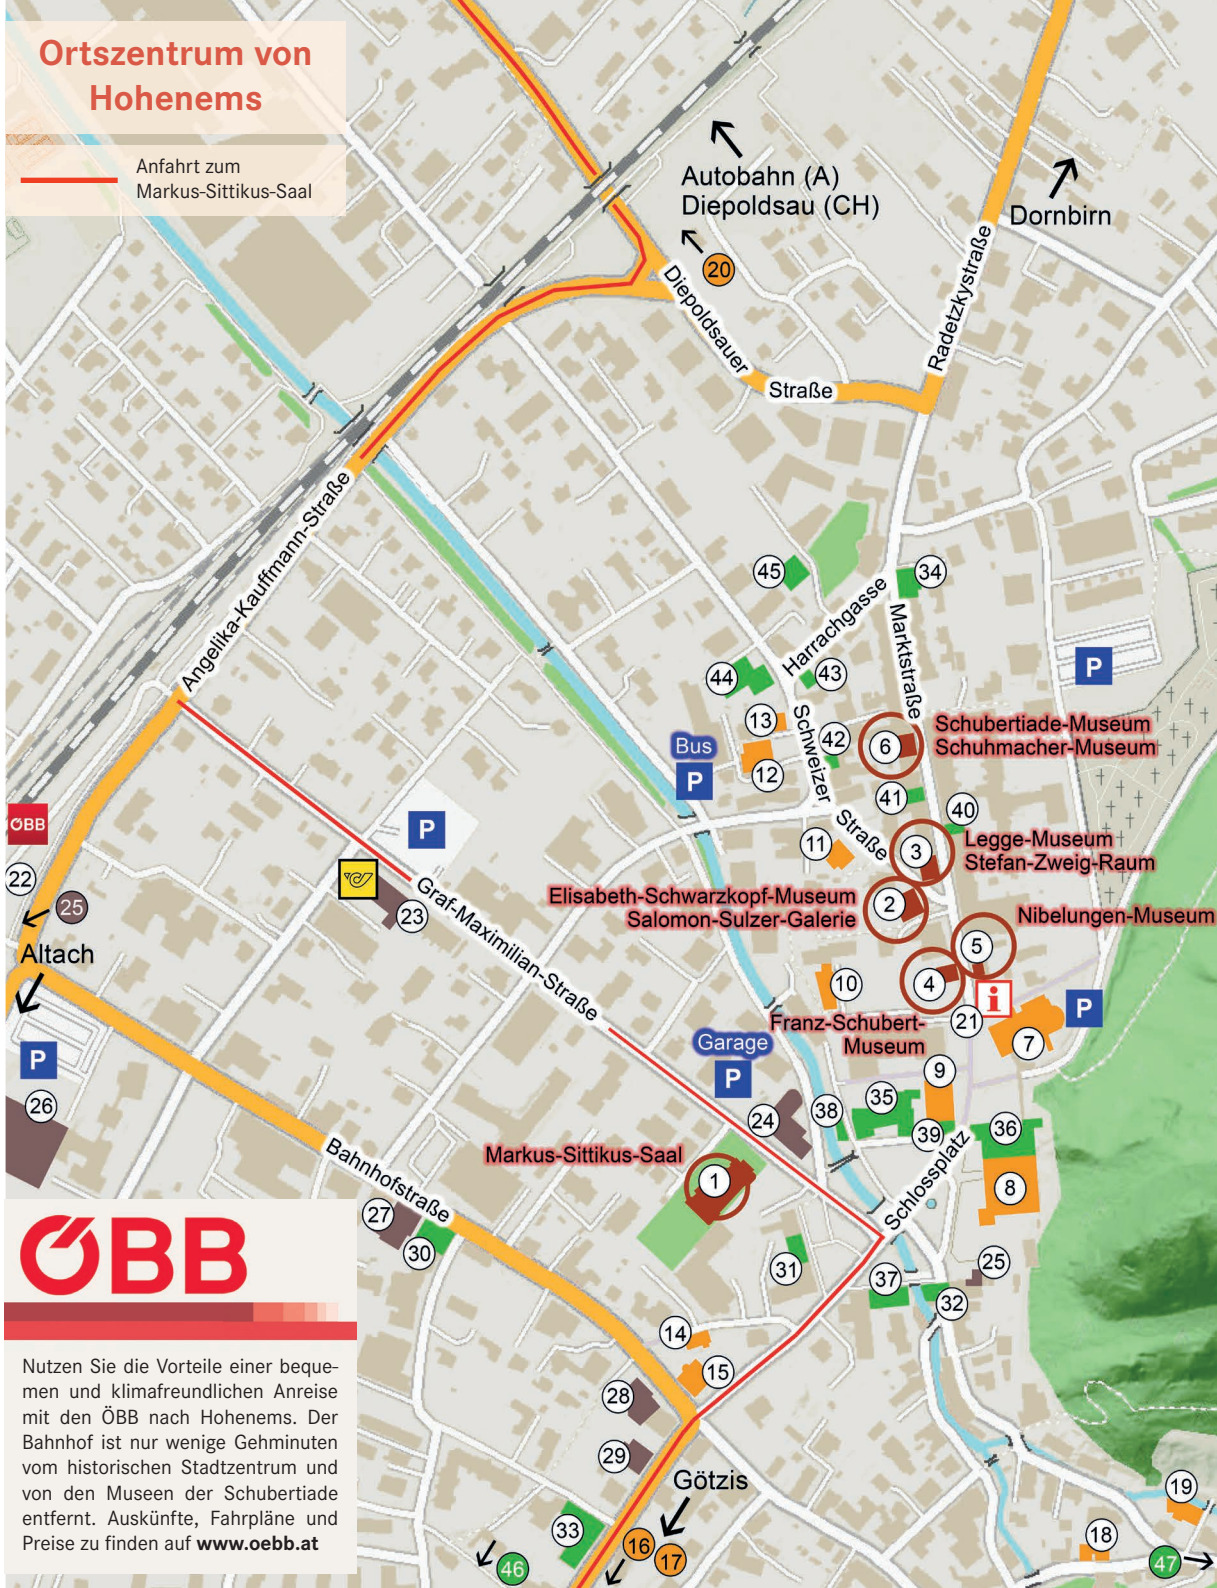 Ortszentrum von
Hohenems
Anfahrt zum
Markus-Sittikus-Saal
Autobahn (A)
Diepoldsau (CH)
20
Dornbirn
Radetzkystraße
Diepoldsauer
Straße
Angelika-Kauffmann-Straße
45
34
Harrachgasse
Marktstraße
P
44
43
13
Schweizer
Straße
42
6
Schubertiade-Museum
Schuhmacher-Museum
Bus
P
12
41
40
ÖBB
P
11
3
Legge-Museum
Stefan-Zweig-Raum
22
25
23
Graf-Maximilian-Straße
Elisabeth-Schwarzkopf-Museum
Salomon-Sulzer-Galerie
2
Nibelungen-Museum
5
Altach
10
4
i
21
P
Franz-Schubert-
Museum
7
Garage
P
P
9
26
24
38
35
39
36
Schlossplatz
Bahnhofstraße
Markus-Sittikus-Saal
1
8
27
30
31
37
25
32
ÖBB
14
15
28
29
Götzis
Nutzen Sie die Vorteile einer beque-
men und klimafreundlichen Anreise
mit den ÖBB nach Hohenems. Der
Bahnhof ist nur wenige Gehminuten
vom historischen Stadtzentrum und
von den Museen der Schubertiade
entfernt. Auskünfte, Fahrpläne und
Preise zu finden auf www.oebb.at
33
16
17
46
19
18
47